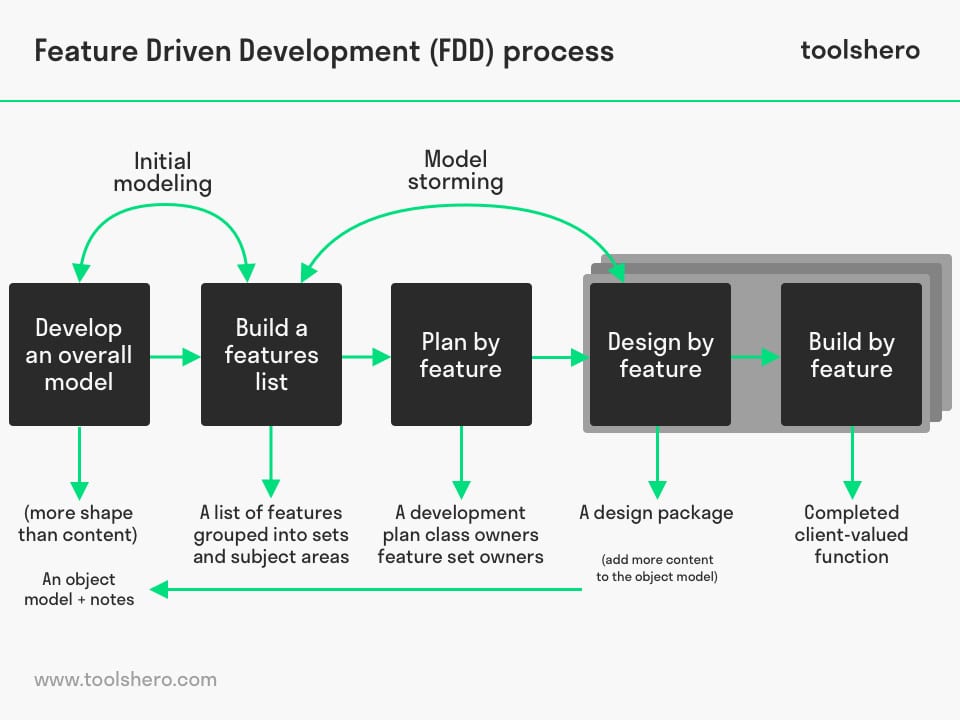 Feature Driven Development (FDD) process
toolshero
Initial
modeling
Model
storming
Develop
an overall
model
Build a
features
list
Plan by
feature
Design by
feature
Build by
feature
(more shape
than content)
An object
model + notes
A list of features
grouped into sets
and subject areas
A development
plan class owners
feature set owners
A design package
(add more content
to the object model)
Completed
client-valued
function
www.toolshero.com